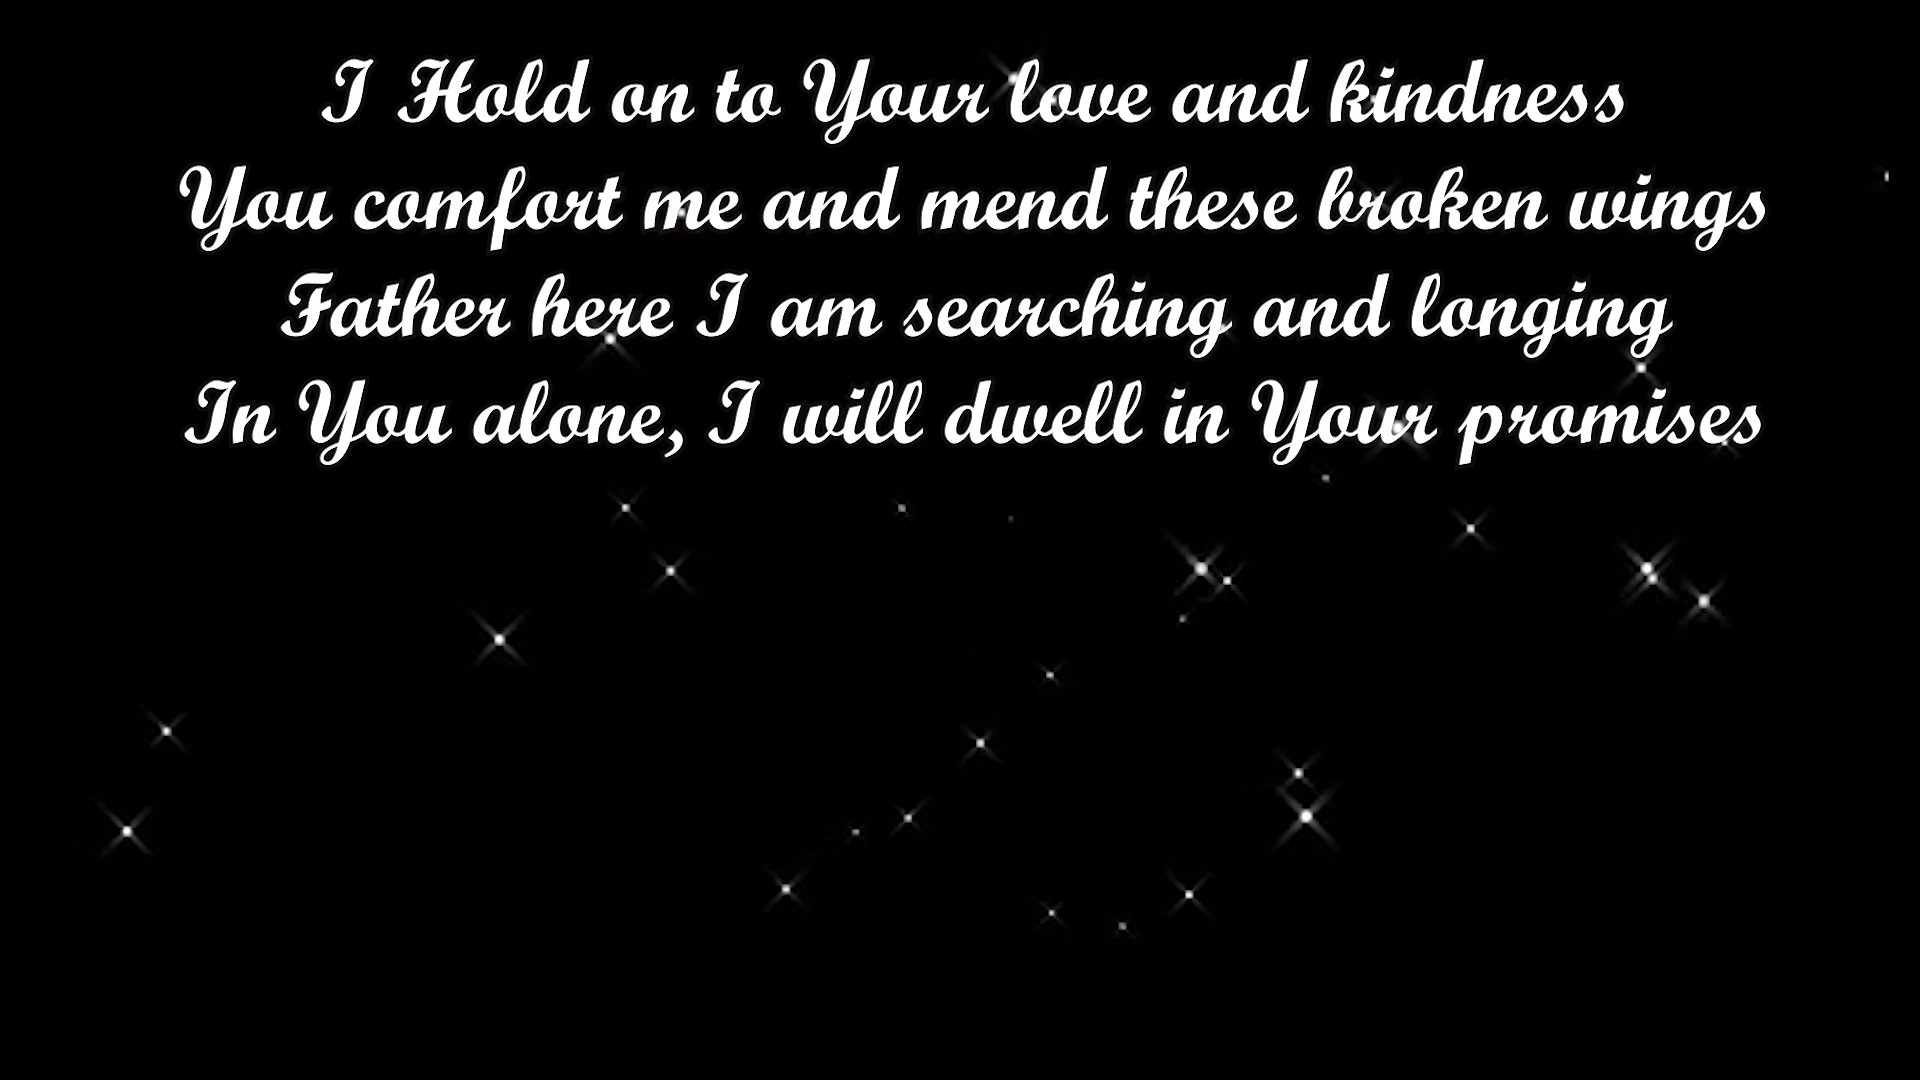 I Hold on to Your love and kindness
You comfort me and mend these broken wings
Father here I am searching and longing
In You alone, I will dwell in Your promises